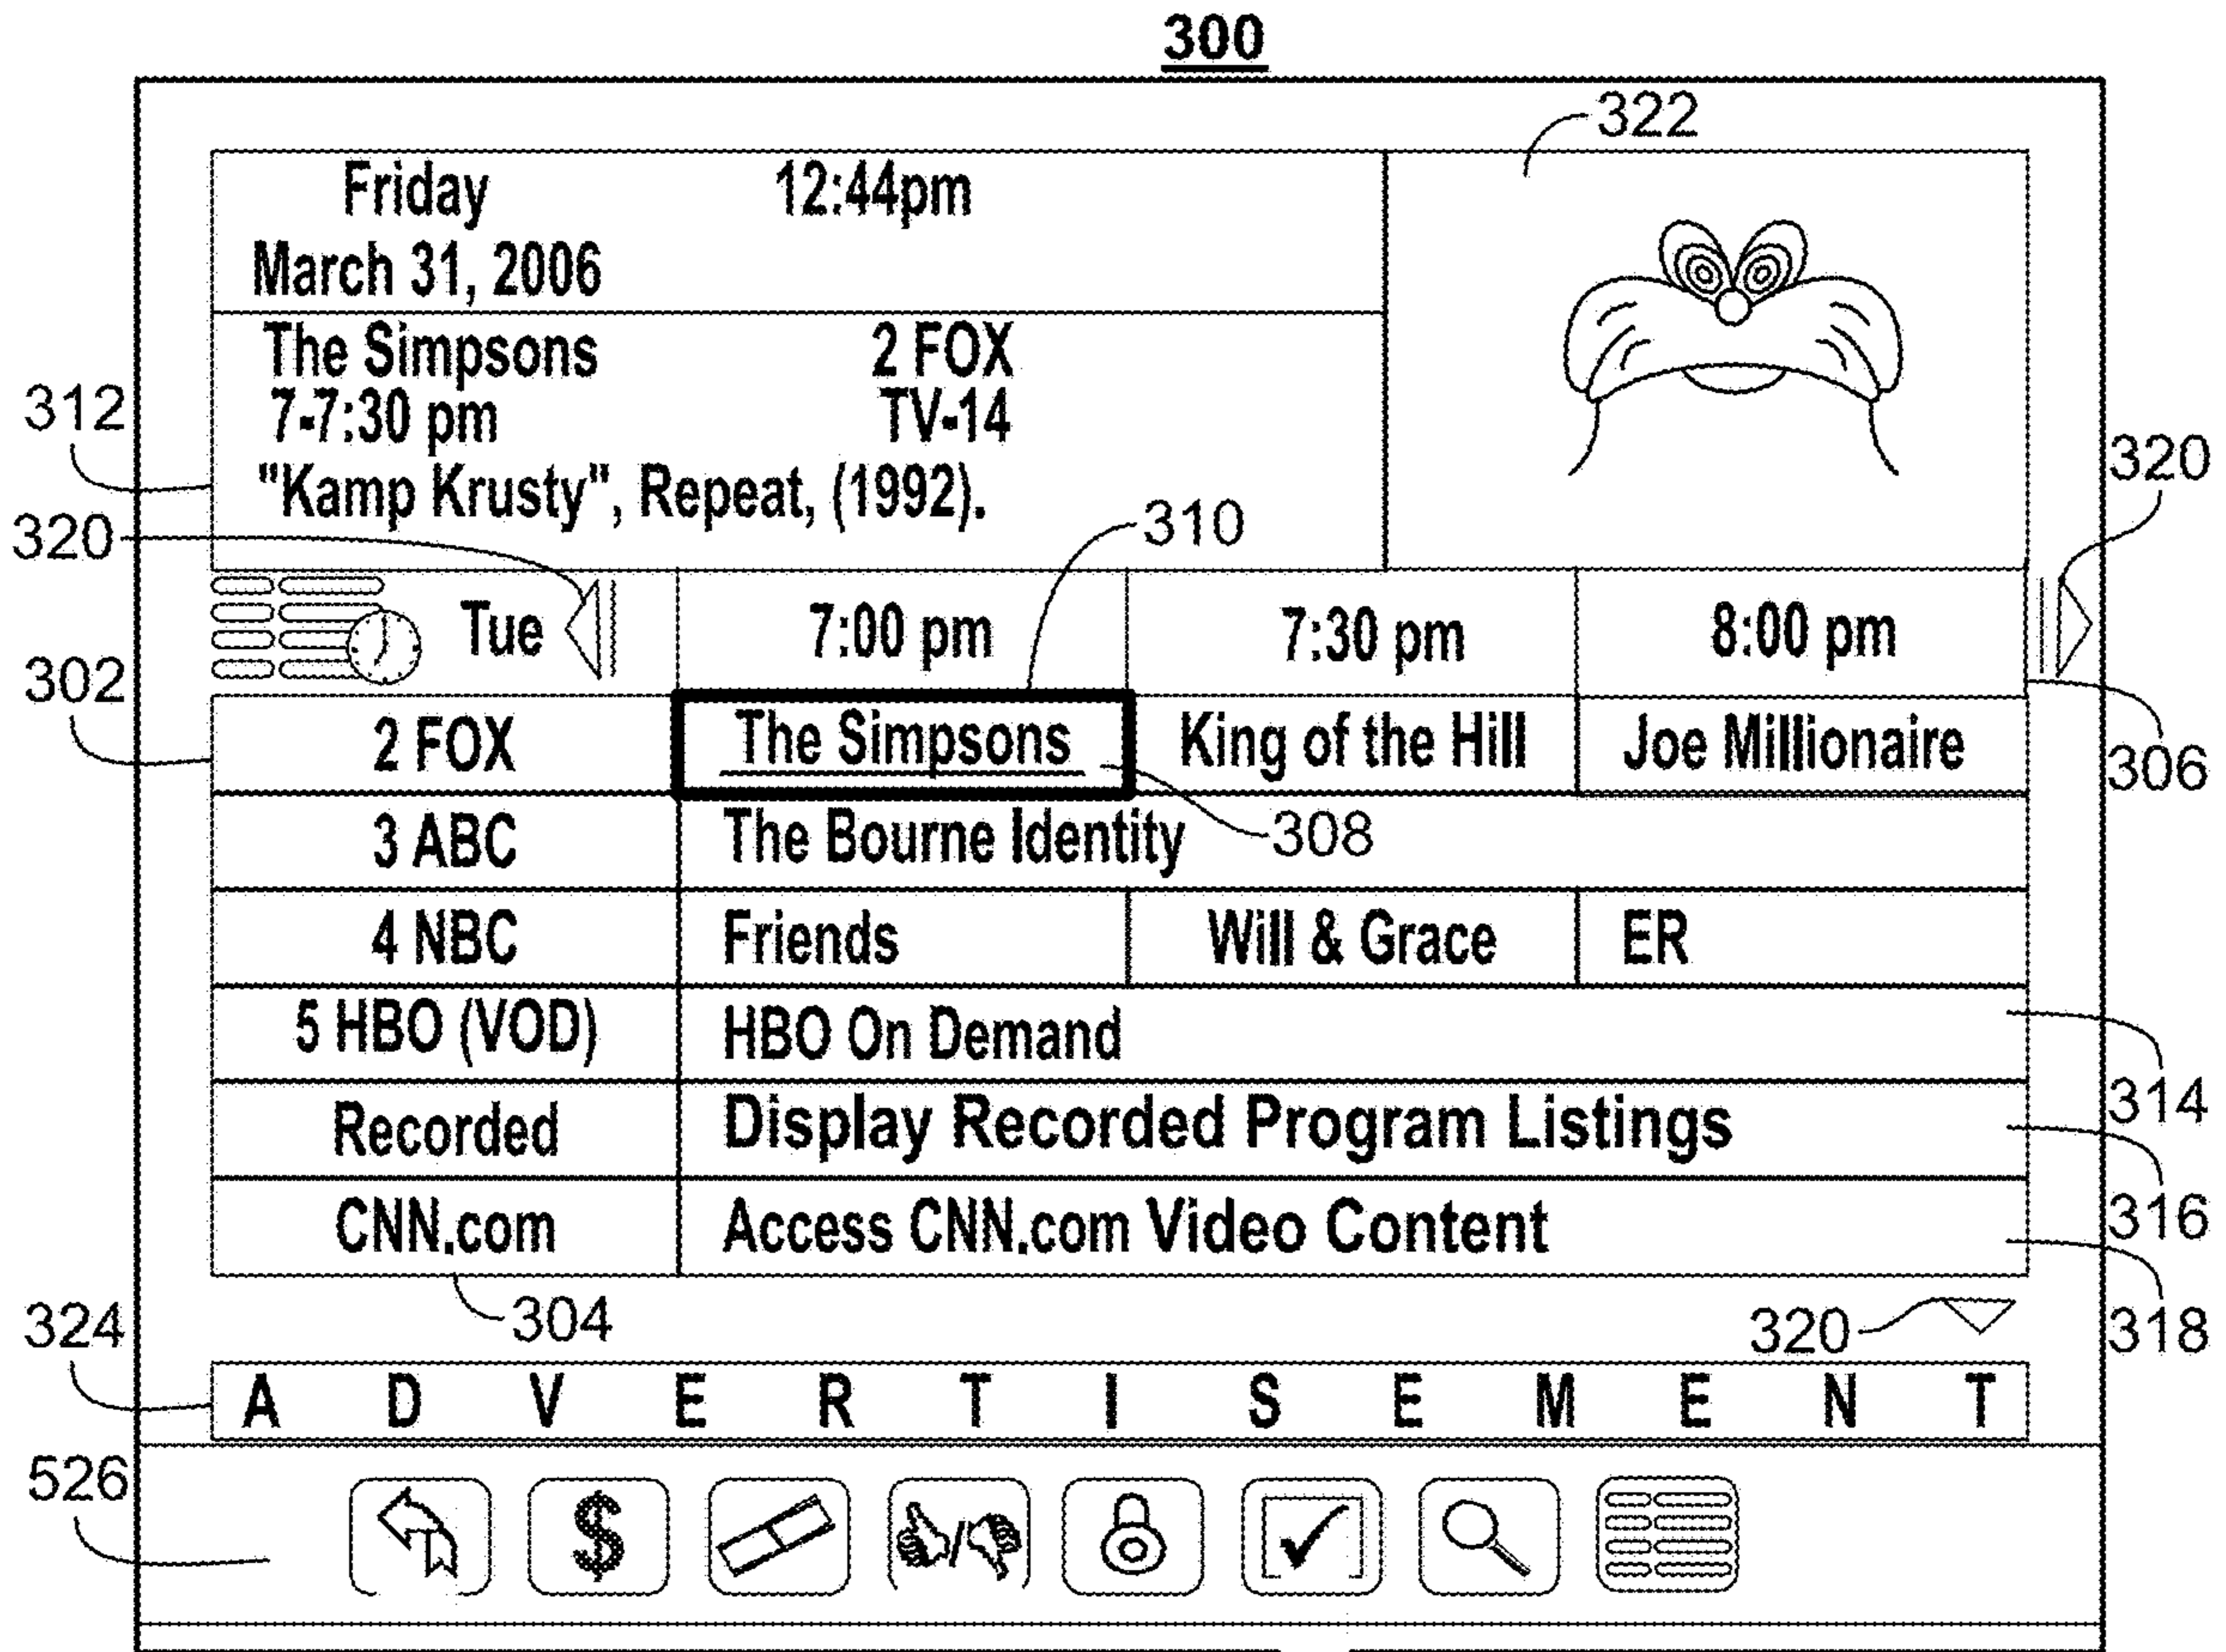 300
322
Friday 12:44pm
March 31, 2006
The Simpsons 2 FOX
312
7-7:30 pm TV-14
320
"Kamp Krusty", Repeat, (1992).
310
320
Tue 7:00 pm 7:30 pm 8:00 pm
302
2 FOX The Simpsons King of the Hill Joe Millionaire
306
3 ABC The Bourne Identity 308
4 NBC Friends Will & Grace ER
5 HBO (VOD) HBO On Demand
314
Recorded Display Recorded Program Listings
316
CNN.com Access CNN.com Video Content
324 304 320 318
A D V E R T I S E M E N T
526
$ /